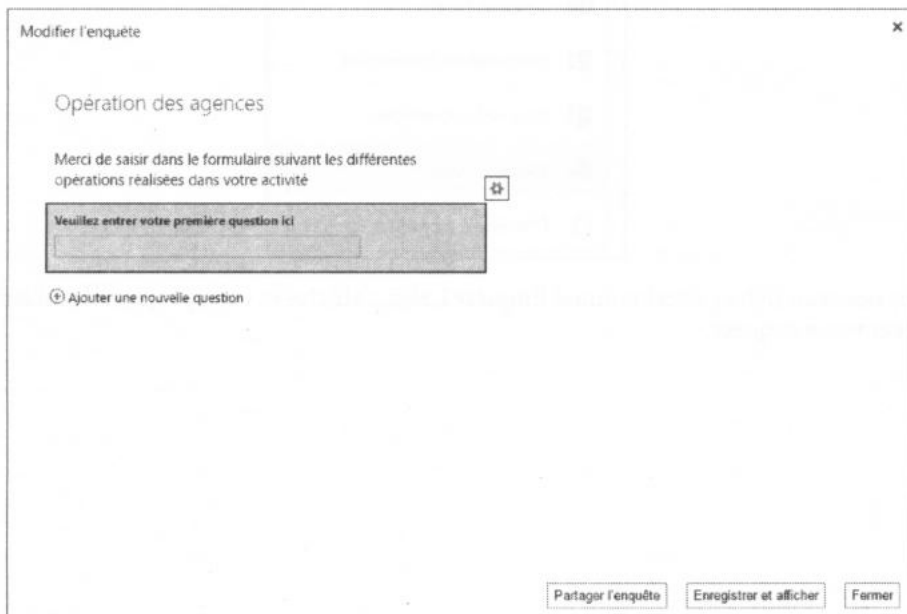 Modifier l'enquête
Opération des agences
Merci de saisir dans le formulaire suivant les différentes
opérations réalisées dans votre activité
Veuillez entrer votre première question ici
Ajouter une nouvelle question
Partager l'enquête
Enregistrer et afficher
Fermer